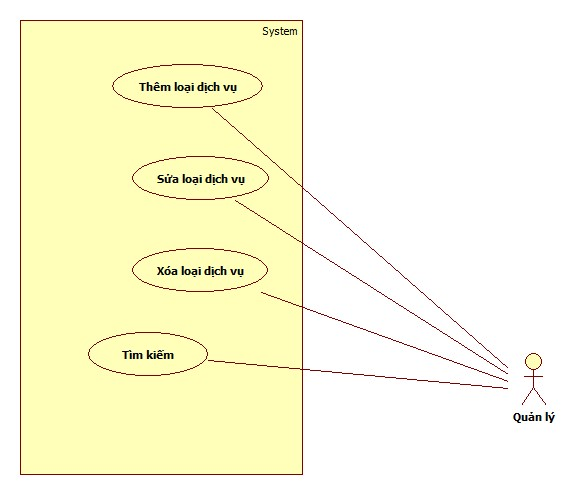 System
Thêm loại dịch vụ
Sửa loại dịch vụ
Xóa loại dịch vụ
Tìm kiếm
Quản lý